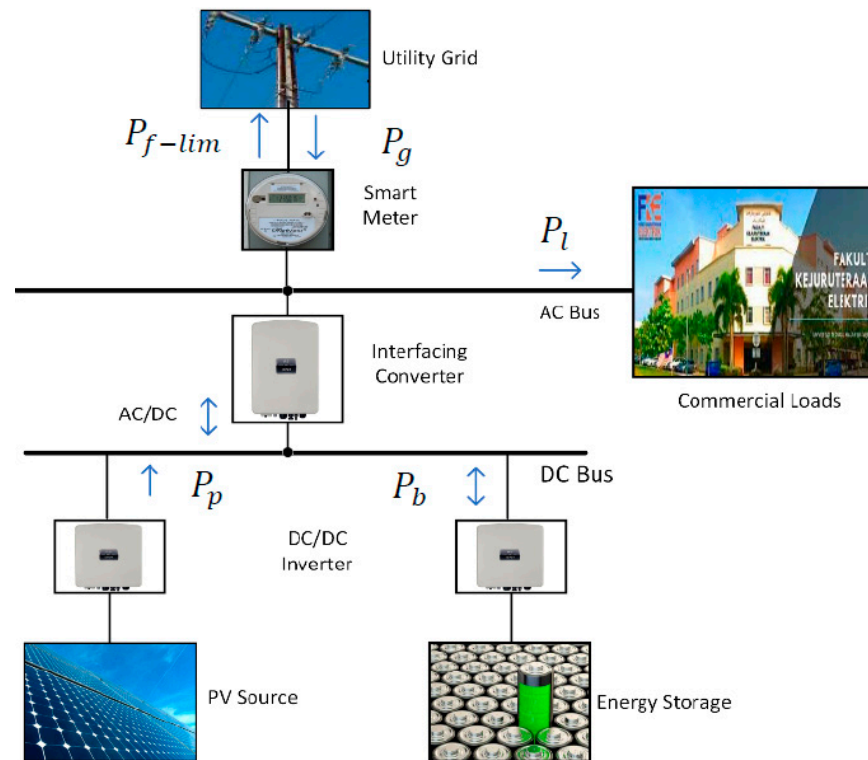 Utility Grid
P_{f-lim}
P_g
Smart
Meter
P_l
FAKULT
KEJURUTERAA
ELEKTRI
AC Bus
Interfacing
Converter
Commercial Loads
AC/DC
P_p
P_b
DC Bus
DC/DC
Inverter
PV Source
Energy Storage